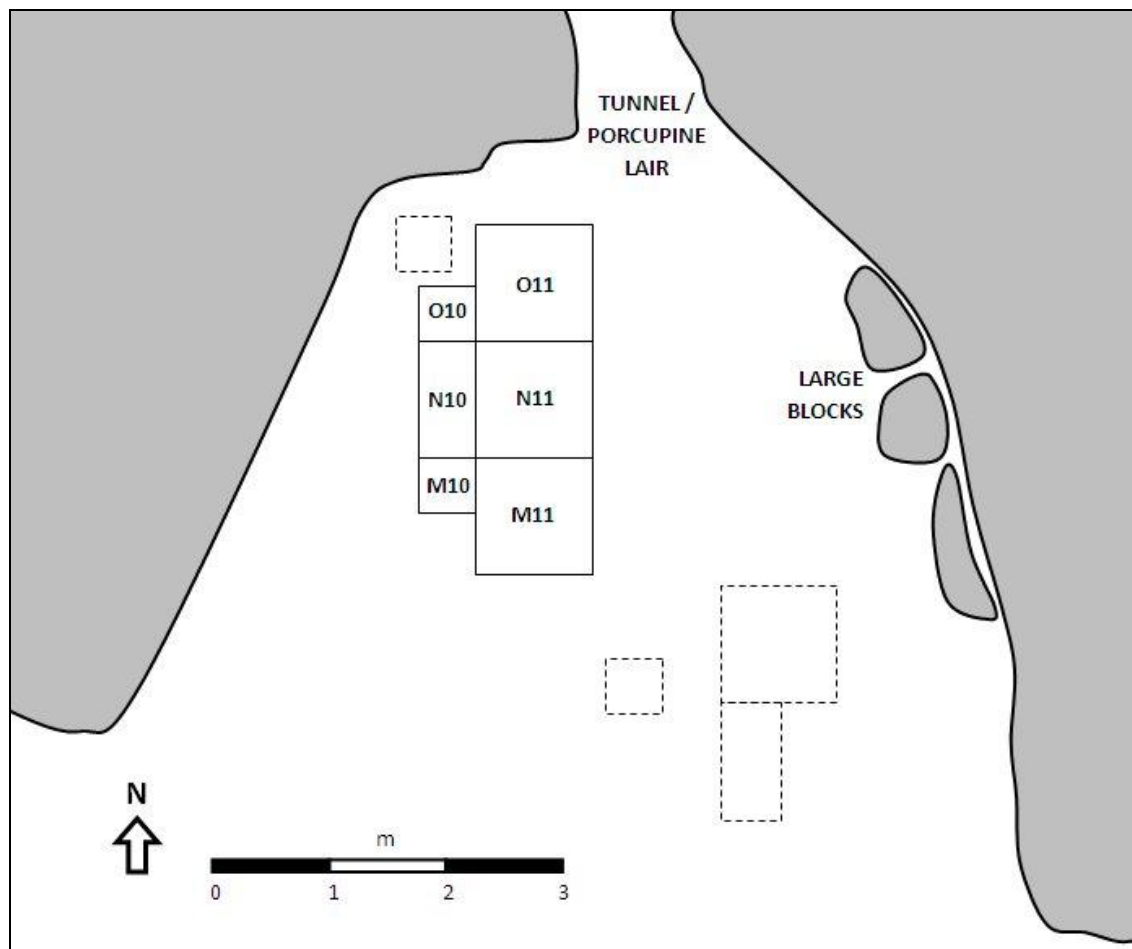 TUNNEL /
PORCUPINE
LAIR
O11
O10
N10
N11
M10
M11
LARGE
BLOCKS
N
m
0 1 2 3